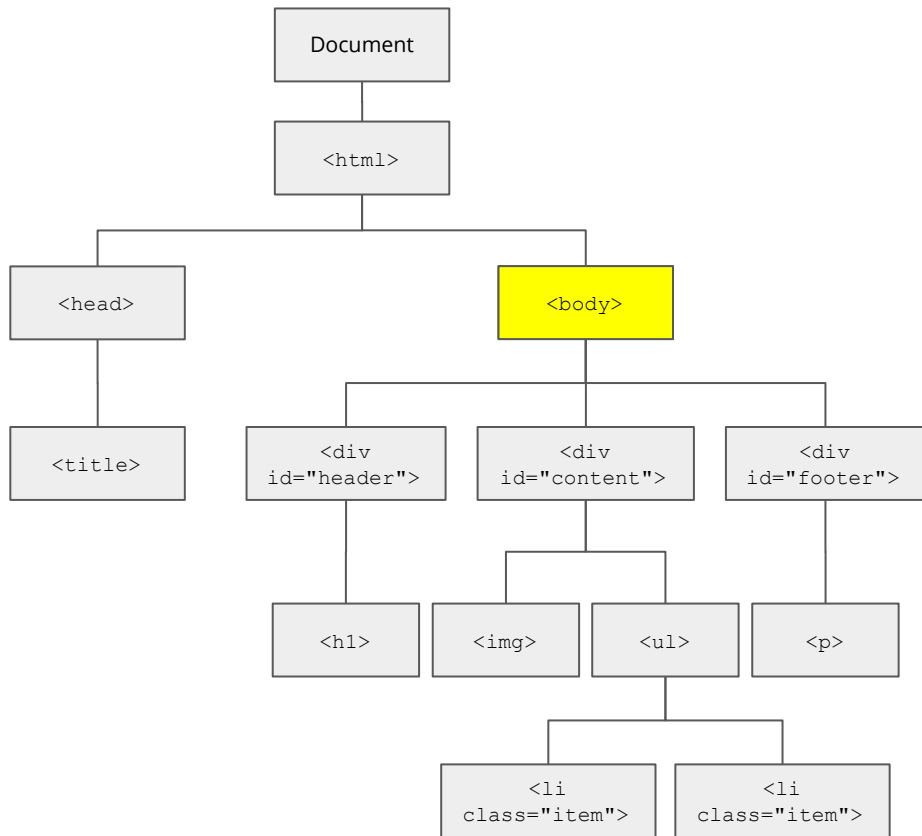 Document
<html>
<head>
<body>
<title>
<div
id="header">
<div
id="content">
<div
id="footer">
<h1>
<img>
<ul>
<p>
<li
class="item">
<li
class="item">